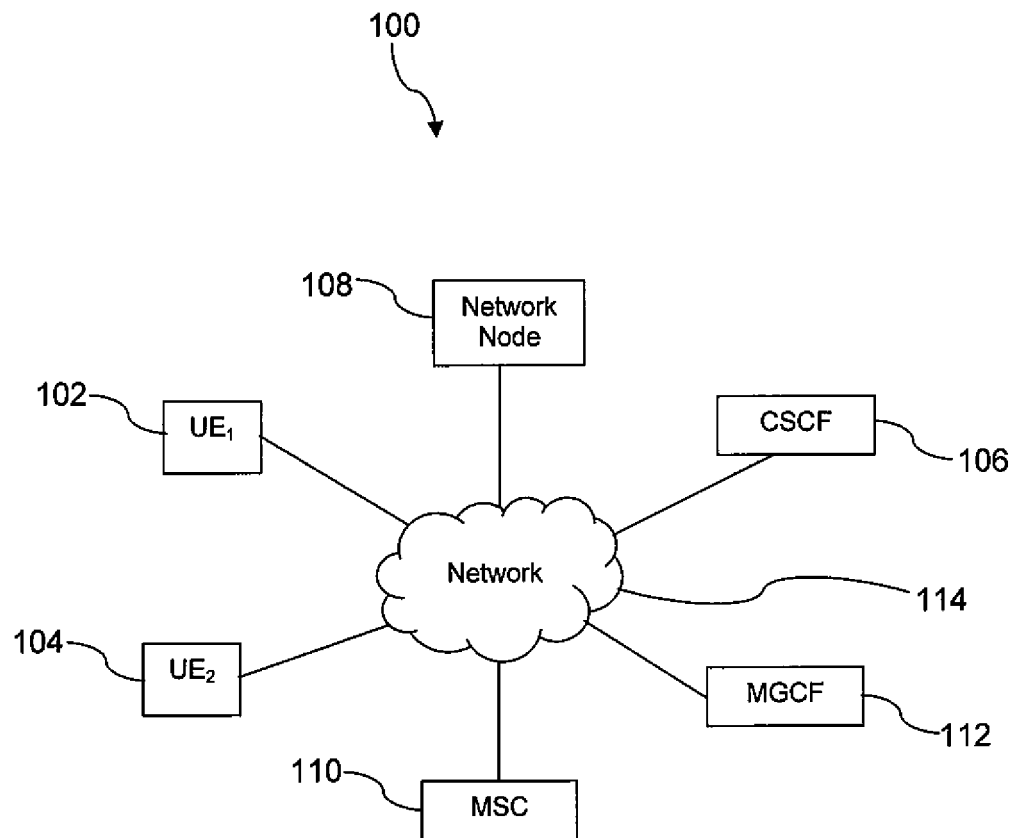 100
108
Network
Node
102
UE₁
CSCF
106
Network
114
104
UE₂
MGCF
112
110
MSC